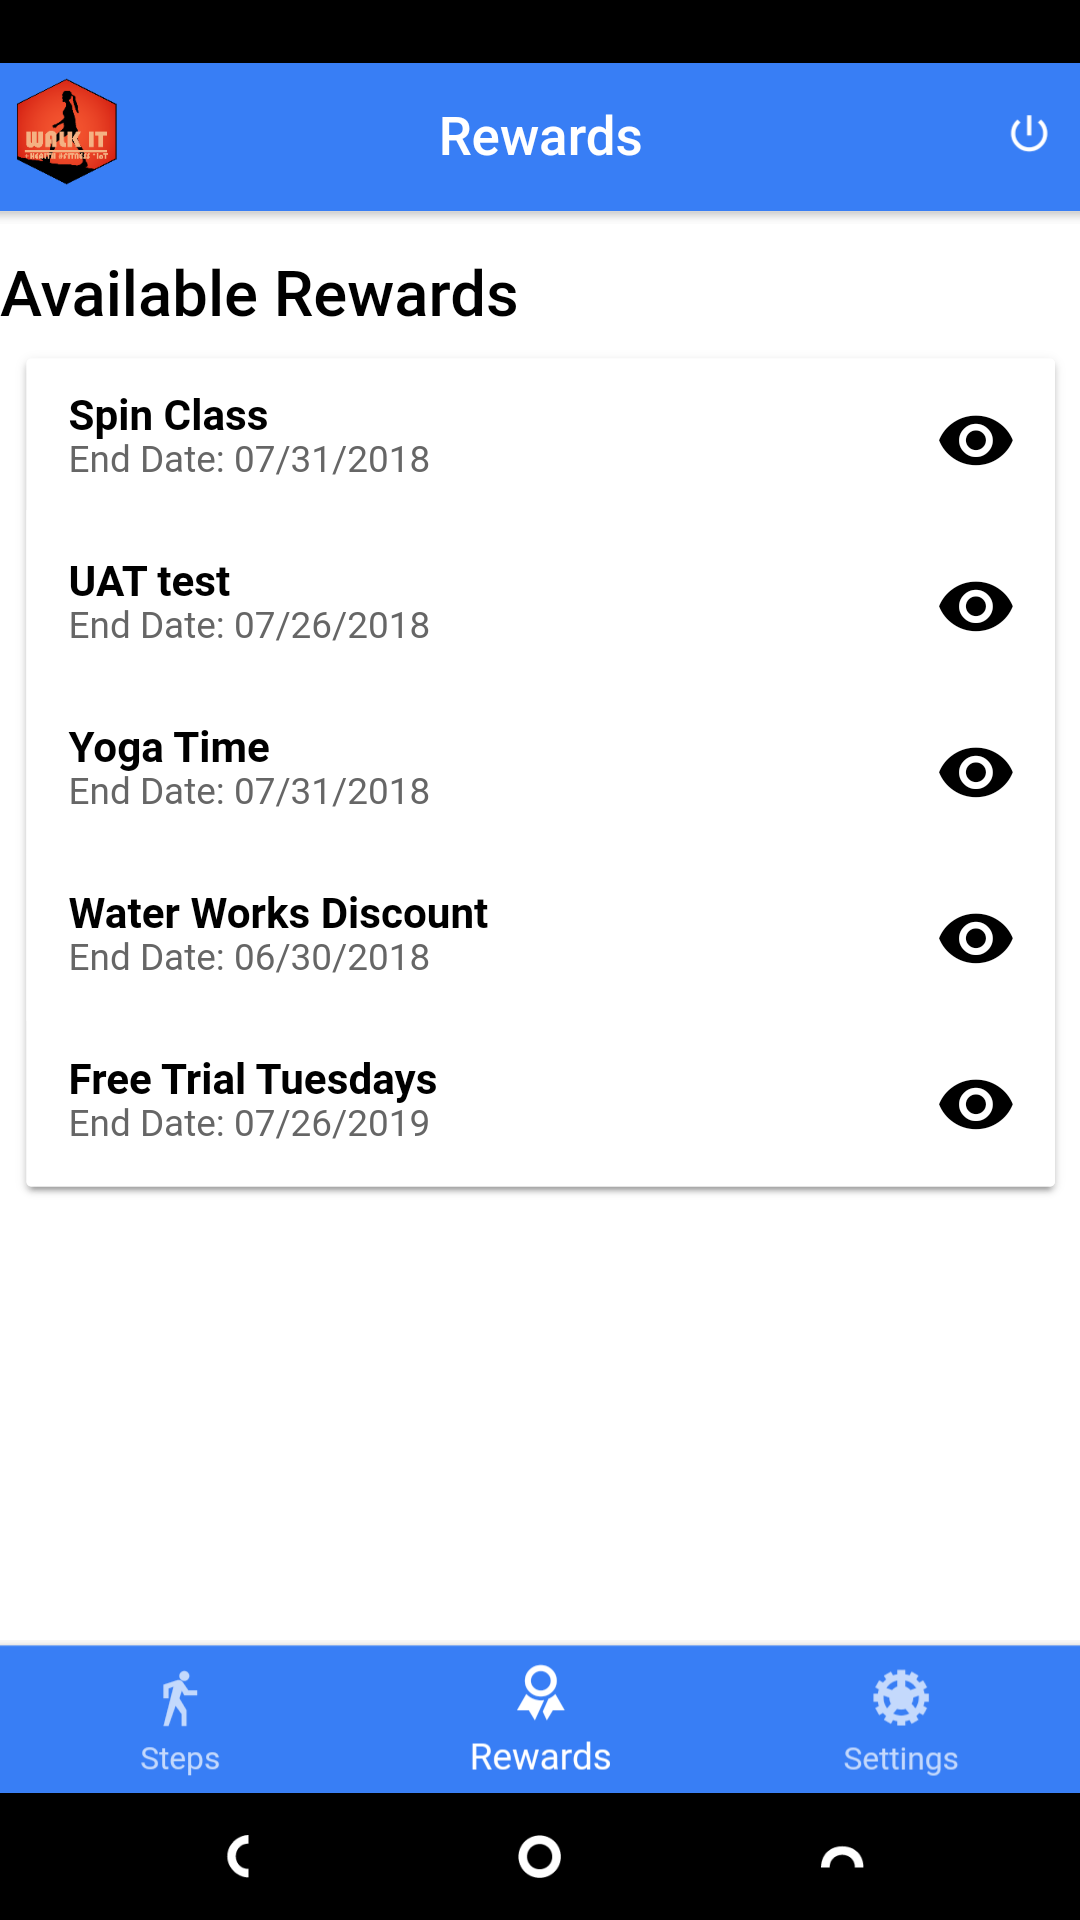 WALK IT
Rewards
Available Rewards
Spin Class
End Date: 07/31/2018
UAT test
End Date: 07/26/2018
Yoga Time
End Date: 07/31/2018
Water Works Discount
End Date: 06/30/2018
Free Trial Tuesdays
End Date: 07/26/2019
Steps
Rewards
Settings